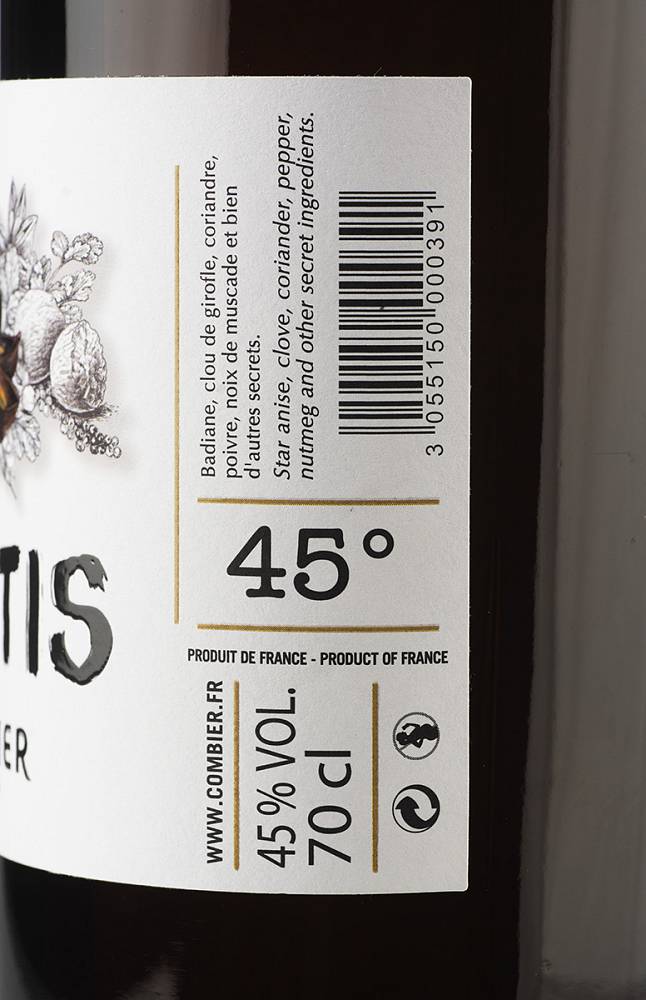 TIS
IER
Badiane, clou de girofle, coriandre,
poivre, noix de muscade et bien
d'autres secrets.
Star anise, clove, coriander, pepper,
nutmeg and other secret ingredients.
3 055150 000391
45°
PRODUIT DE FRANCE - PRODUCT OF FRANCE
WWW.COMBIER.FR
45 % VOL.
70 cl